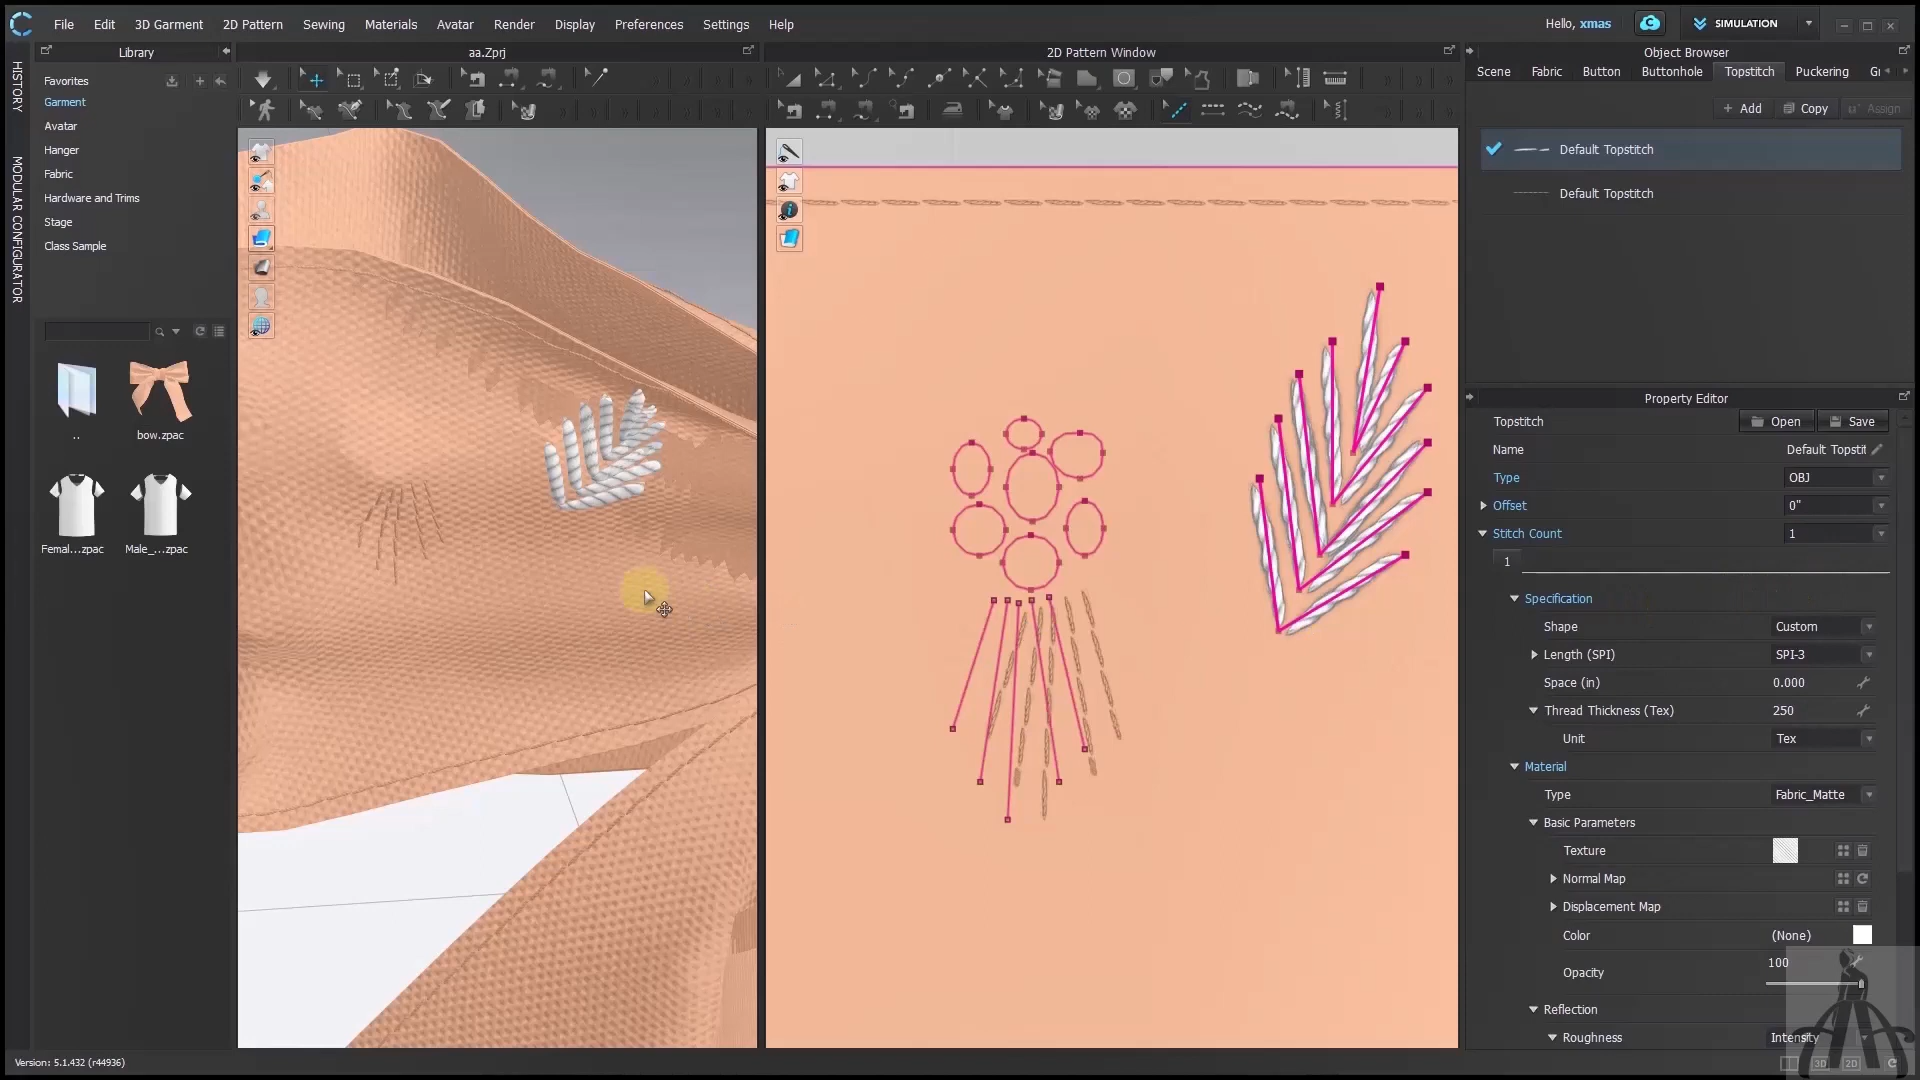 File Edit 3D Garment 2D Pattern Sewing Materials Avatar Render Display Preferences Settings Help
Hello, xmas
SIMULATION
HISTORY
MODULAR CONFIGURATOR
Library
aa.Zprj
2D Pattern Window
Object Browser
Favorites
Garment
Avatar
Hanger
Fabric
Hardware and Trims
Stage
Class Sample
..
bow.zpac
Femal...zpac
Male_...zpac
Scene Fabric Button Buttonhole Topstitch Puckering
Add Copy Assign
Default Topstitch
Default Topstitch
Property Editor
Topstitch Open Save
Name Default Topstit
Type OBJ
Offset 0"
Stitch Count 1
1
Specification
Shape Custom
Length (SPI) SPI-3
Space (in) 0.000
Thread Thickness (Tex) 250
Unit Tex
Material
Type Fabric_Matte
Basic Parameters
Texture
Normal Map
Displacement Map
Color (None)
Opacity 100
Reflection
Roughness Intensity
Version: 5.1.432 (r44936)
3D 2D